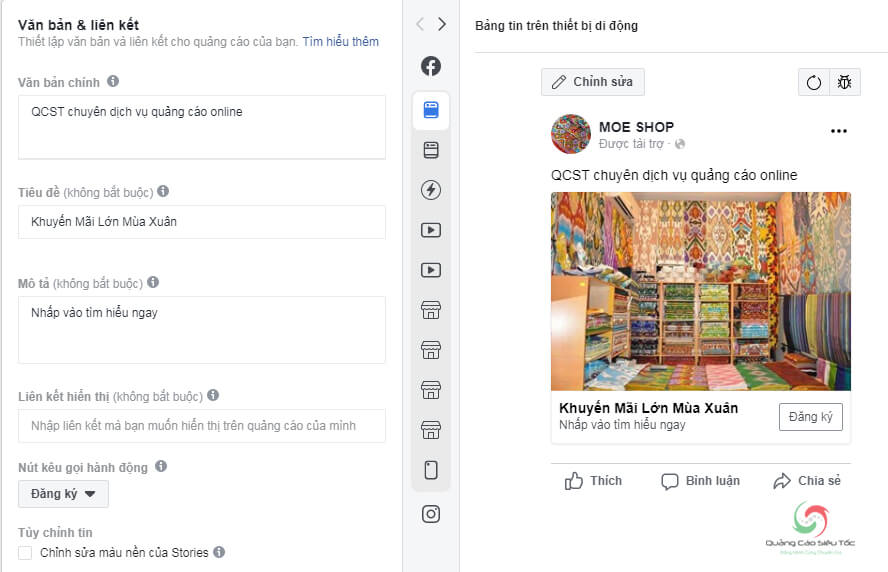 Văn bản & liên kết
Thiết lập văn bản và liên kết cho quảng cáo của bạn. Tìm hiểu thêm
Văn bản chính
QCST chuyên dịch vụ quảng cáo online
Tiêu đề (không bắt buộc)
Khuyến Mãi Lớn Mùa Xuân
Mô tả (không bắt buộc)
Nhấp vào tìm hiểu ngay
Liên kết hiển thị (không bắt buộc)
Nhập liên kết mà bạn muốn hiển thị trên quảng cáo của mình
Nút kêu gọi hành động
Đăng ký
Tùy chỉnh tin
Chỉnh sửa màu nền của Stories
Bảng tin trên thiết bị di động
Chỉnh sửa
MOE SHOP
Được tài trợ ·
QCST chuyên dịch vụ quảng cáo online
Khuyến Mãi Lớn Mùa Xuân
Nhấp vào tìm hiểu ngay
Đăng ký
Thích
Bình luận
Chia sẻ
Quảng Cáo Siêu Tốc